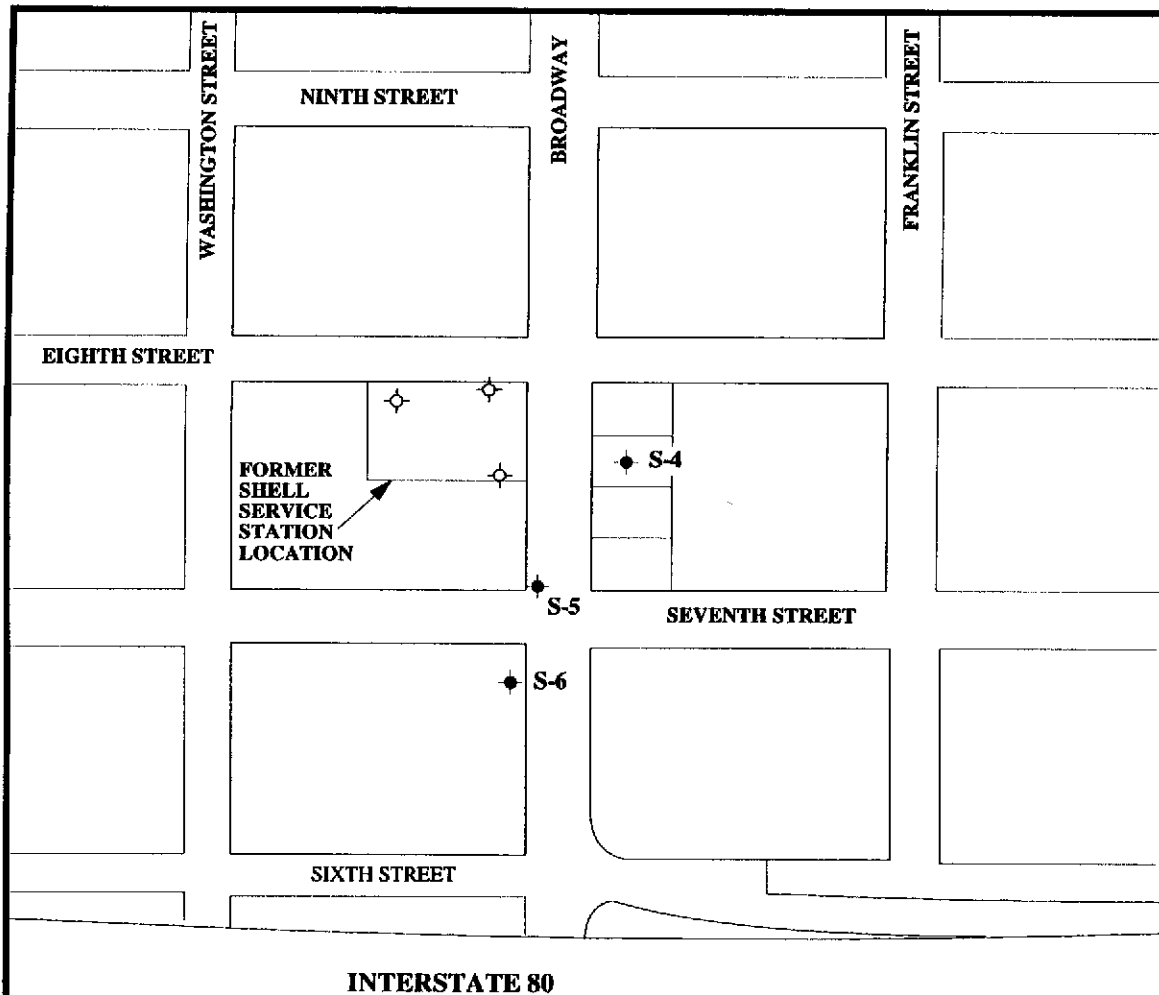 WASHINGTON STREET
BROADWAY
FRANKLIN STREET
NINTH STREET
EIGHTH STREET
FORMER
SHELL
SERVICE
STATION
LOCATION
S-4
S-5
SEVENTH STREET
S-6
SIXTH STREET
INTERSTATE 80